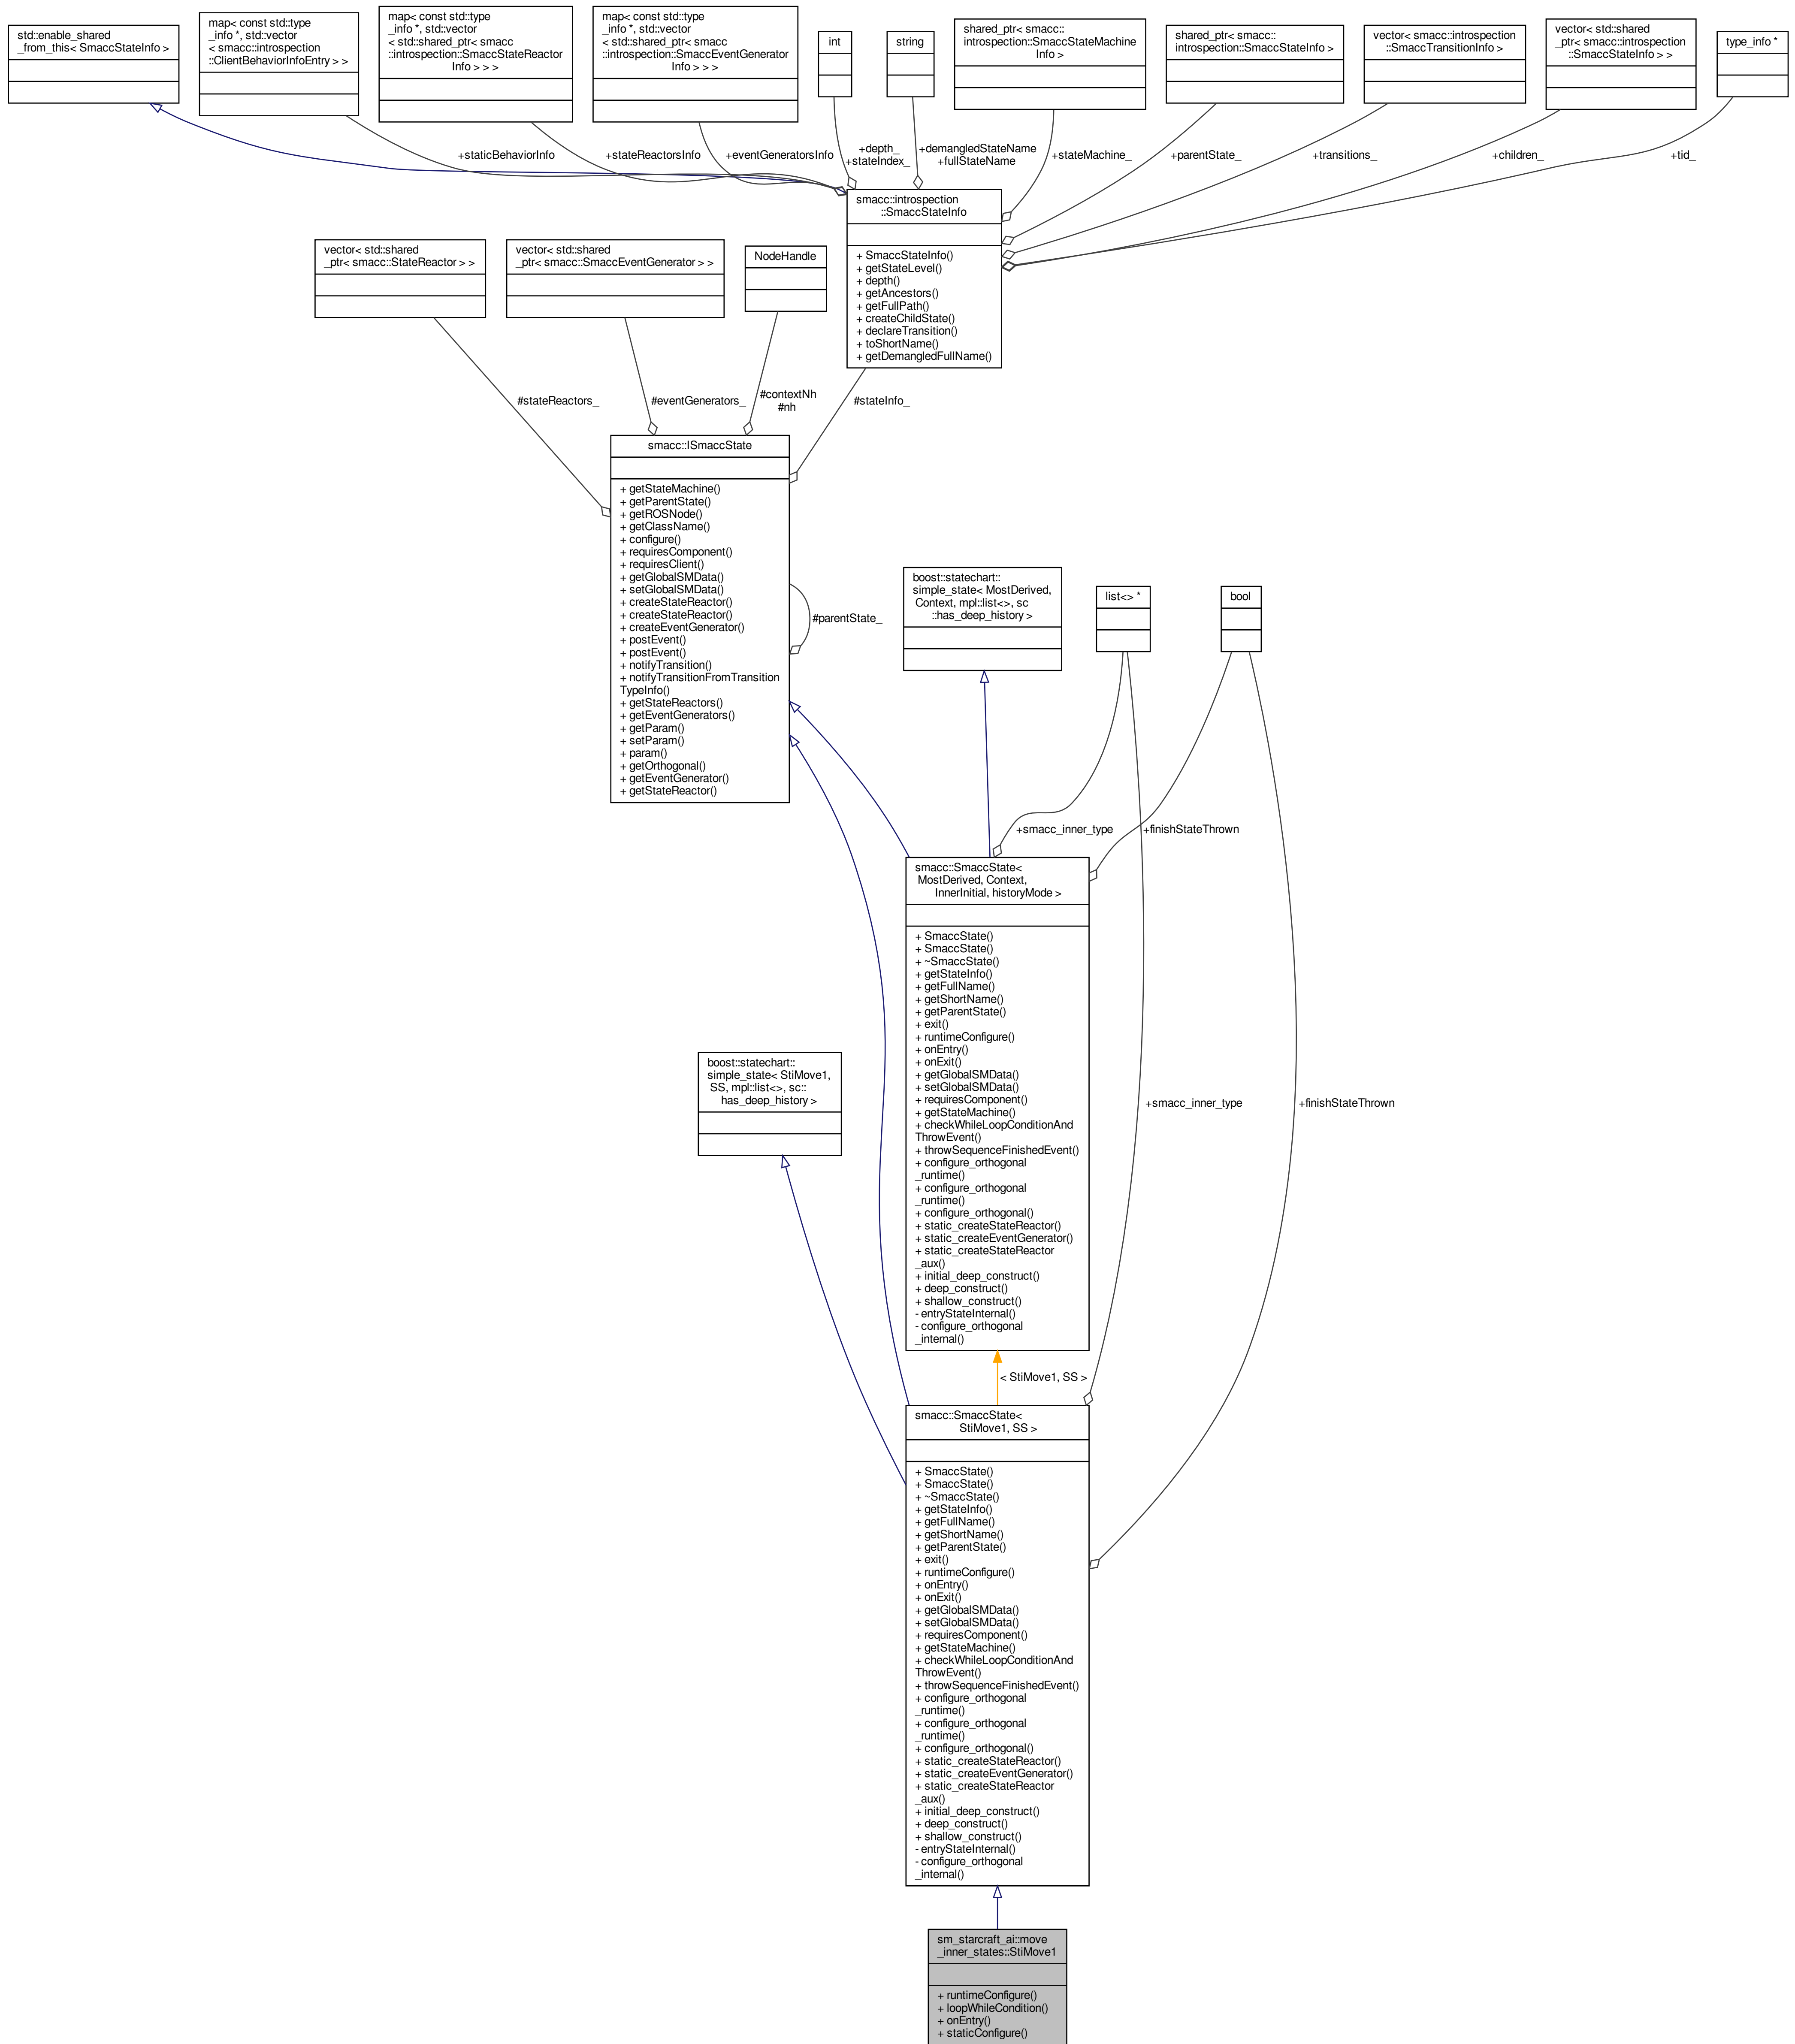 std::enable_shared
_from_this< SmaccStateInfo >
map< const std::type
_info *, std::vector
< smacc::introspection
::ClientBehaviorInfoEntry > >
map< const std::type
_info *, std::vector
< std::shared_ptr< smacc
::introspection::SmaccStateReactor
Info > > >
map< const std::type
_info *, std::vector
< std::shared_ptr< smacc
::introspection::SmaccEventGenerator
Info > > >
int
string
shared_ptr< smacc::
introspection::SmaccStateMachine
Info >
shared_ptr< smacc::
introspection::SmaccStateInfo >
vector< smacc::introspection
::SmaccTransitionInfo >
vector< std::shared
_ptr< smacc::introspection
::SmaccStateInfo > >
type_info *
+staticBehaviorInfo
+stateReactorsInfo
+eventGeneratorsInfo
+depth_
+stateIndex_
+demangledStateName
+fullStateName
+stateMachine_
+parentState_
+transitions_
+children_
+tid_
smacc::introspection
::SmaccStateInfo
+ SmaccStateInfo()
+ getStateLevel()
+ depth()
+ getAncestors()
+ getFullPath()
+ createChildState()
+ declareTransition()
+ toShortName()
+ getDemangledFullName()
vector< std::shared
_ptr< smacc::StateReactor > >
vector< std::shared
_ptr< smacc::SmaccEventGenerator > >
NodeHandle
#stateReactors_
#eventGenerators_
#contextNh
#nh
#stateInfo_
smacc::ISmaccState
+ getStateMachine()
+ getParentState()
+ getROSNode()
+ getClassName()
+ configure()
+ requiresComponent()
+ requiresClient()
+ getGlobalSMData()
+ setGlobalSMData()
+ createStateReactor()
+ createStateReactor()
+ createEventGenerator()
+ postEvent()
+ postEvent()
+ notifyTransition()
+ notifyTransitionFromTransition
TypeInfo()
+ getStateReactors()
+ getEventGenerators()
+ getParam()
+ setParam()
+ param()
+ getOrthogonal()
+ getEventGenerator()
+ getStateReactor()
#parentState_
boost::statechart::
simple_state< MostDerived,
Context, mpl::list<>, sc
::has_deep_history >
list<> *
bool
+smacc_inner_type
+finishStateThrown
smacc::SmaccState<
MostDerived, Context,
InnerInitial, historyMode >
+ SmaccState()
+ SmaccState()
+ ~SmaccState()
+ getStateInfo()
+ getFullName()
+ getShortName()
+ getParentState()
+ exit()
+ runtimeConfigure()
+ onEntry()
+ onExit()
+ getGlobalSMData()
+ setGlobalSMData()
+ requiresComponent()
+ getStateMachine()
+ checkWhileLoopConditionAnd
ThrowEvent()
+ throwSequenceFinishedEvent()
+ configure_orthogonal
_runtime()
+ configure_orthogonal
_runtime()
+ configure_orthogonal()
+ static_createStateReactor()
+ static_createEventGenerator()
+ static_createStateReactor
_aux()
+ initial_deep_construct()
+ deep_construct()
+ shallow_construct()
- entryStateInternal()
- configure_orthogonal
_internal()
boost::statechart::
simple_state< StiMove1,
SS, mpl::list<>, sc::
has_deep_history >
+smacc_inner_type
+finishStateThrown
< StiMove1, SS >
smacc::SmaccState<
StiMove1, SS >
+ SmaccState()
+ SmaccState()
+ ~SmaccState()
+ getStateInfo()
+ getFullName()
+ getShortName()
+ getParentState()
+ exit()
+ runtimeConfigure()
+ onEntry()
+ onExit()
+ getGlobalSMData()
+ setGlobalSMData()
+ requiresComponent()
+ getStateMachine()
+ checkWhileLoopConditionAnd
ThrowEvent()
+ throwSequenceFinishedEvent()
+ configure_orthogonal
_runtime()
+ configure_orthogonal
_runtime()
+ configure_orthogonal()
+ static_createStateReactor()
+ static_createEventGenerator()
+ static_createStateReactor
_aux()
+ initial_deep_construct()
+ deep_construct()
+ shallow_construct()
- entryStateInternal()
- configure_orthogonal
_internal()
sm_starcraft_ai::move
_inner_states::StiMove1
+ runtimeConfigure()
+ loopWhileCondition()
+ onEntry()
+ staticConfigure()